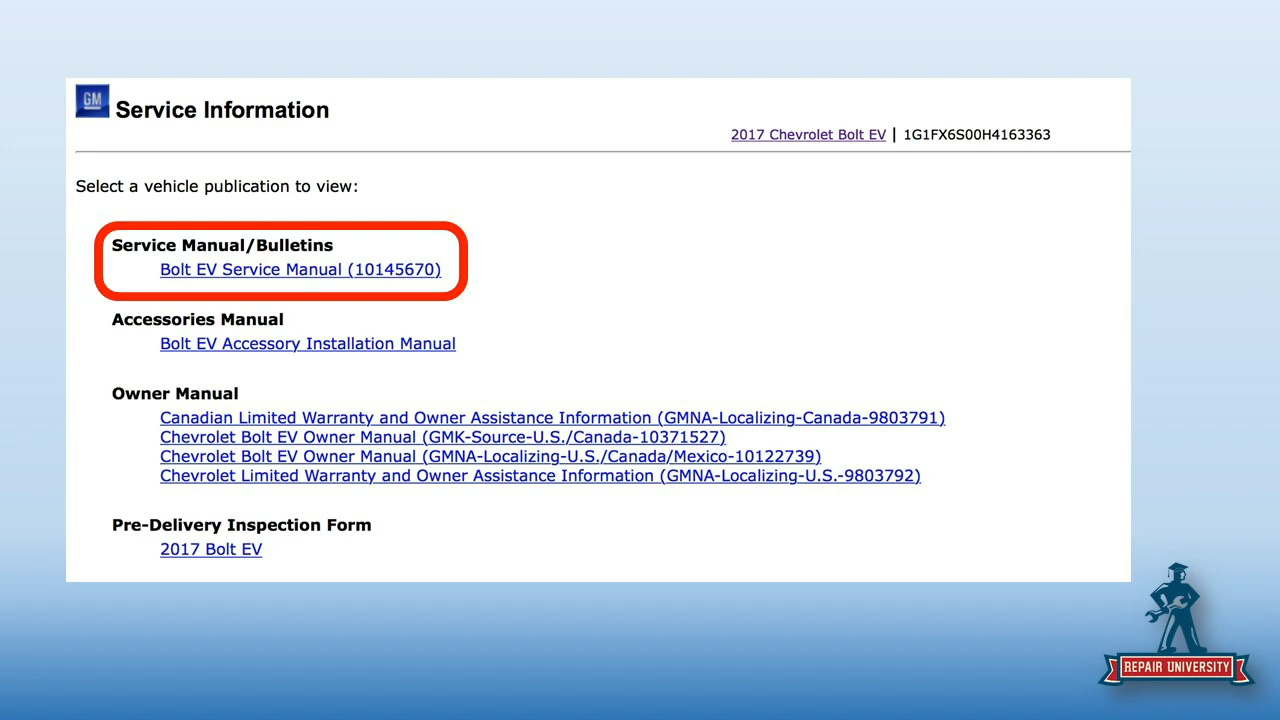 GM
Service Information
2017 Chevrolet Bolt EV | 1G1FX6S00H4163363
Select a vehicle publication to view:
Service Manual/Bulletins
Bolt EV Service Manual (10145670)
Accessories Manual
Bolt EV Accessory Installation Manual
Owner Manual
Canadian Limited Warranty and Owner Assistance Information (GMNA-Localizing-Canada-9803791)
Chevrolet Bolt EV Owner Manual (GMK-Source-U.S./Canada-10371527)
Chevrolet Bolt EV Owner Manual (GMNA-Localizing-U.S./Canada/Mexico-10122739)
Chevrolet Limited Warranty and Owner Assistance Information (GMNA-Localizing-U.S.-9803792)
Pre-Delivery Inspection Form
2017 Bolt EV
REPAIR UNIVERSITY